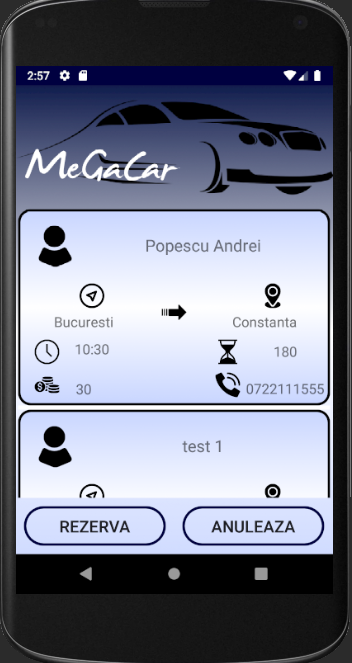 2:57
MeGaCar
Popescu Andrei
Bucuresti Constanta
10:30 180
30 0722111555
test 1
REZERVA ANULEAZA